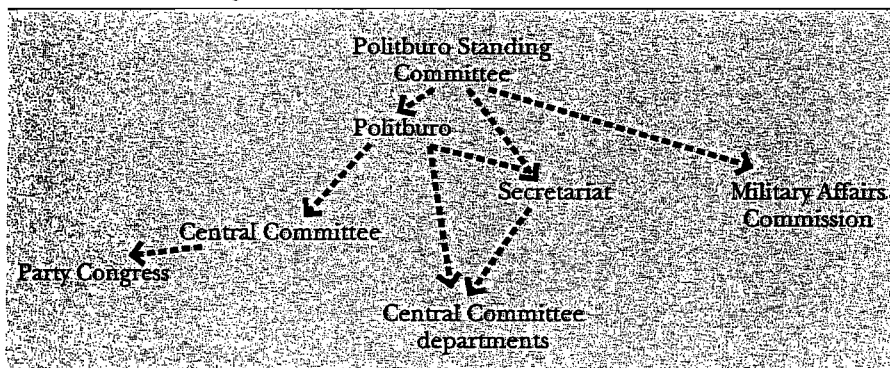 Politburo Standing
Committee
Politburo
Secretariat
Military Affairs
Commission
Central Committee
Party Congress
Central Committee
departments